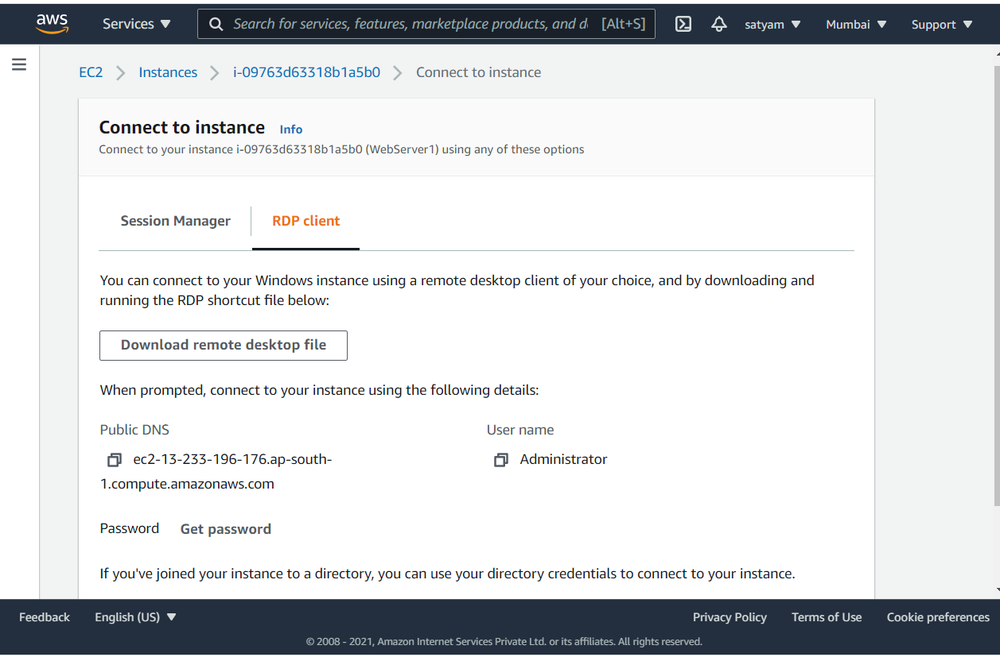 aws Services Search for services, features, marketplace products, and d [Alt+S] satyam Mumbai Support
EC2 Instances i-09763d63318b1a5b0 Connect to instance
Connect to instance Info
Connect to your instance i-09763d63318b1a5b0 (WebServer1) using any of these options
Session Manager RDP client
You can connect to your Windows instance using a remote desktop client of your choice, and by downloading and
running the RDP shortcut file below:
Download remote desktop file
When prompted, connect to your instance using the following details:
Public DNS User name
ec2-13-233-196-176.ap-south- Administrator
1.compute.amazonaws.com
Password Get password
If you've joined your instance to a directory, you can use your directory credentials to connect to your instance.
Feedback English (US) Privacy Policy Terms of Use Cookie preferences
© 2008 - 2021, Amazon Internet Services Private Ltd. or its affiliates. All rights reserved.